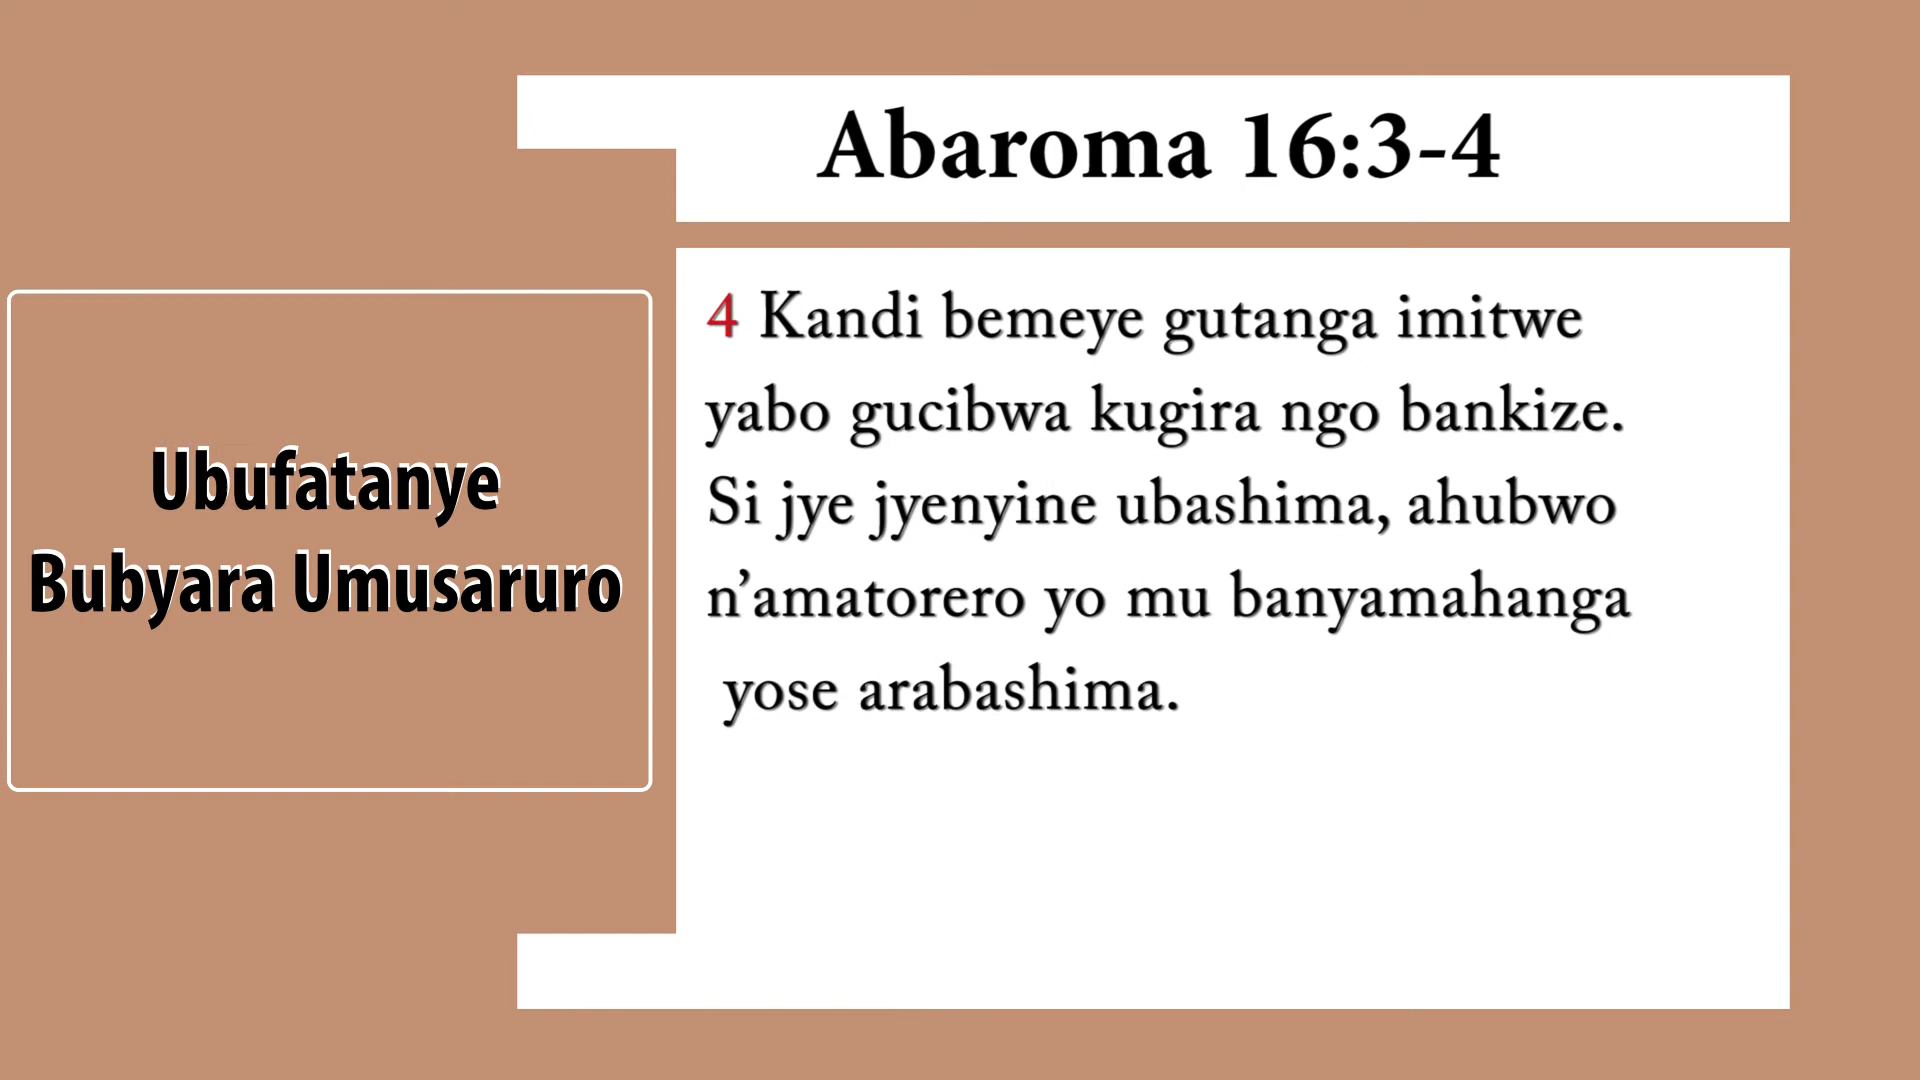 Abaroma 16:3-4
Ubufatanye
Bubyara Umusaruro
4 Kandi bemeye gutanga imitwe
yabo gucibwa kugira ngo bankize.
Si jye jyenyine ubashima, ahubwo
n’amatorero yo mu banyamahanga
yose arabashima.